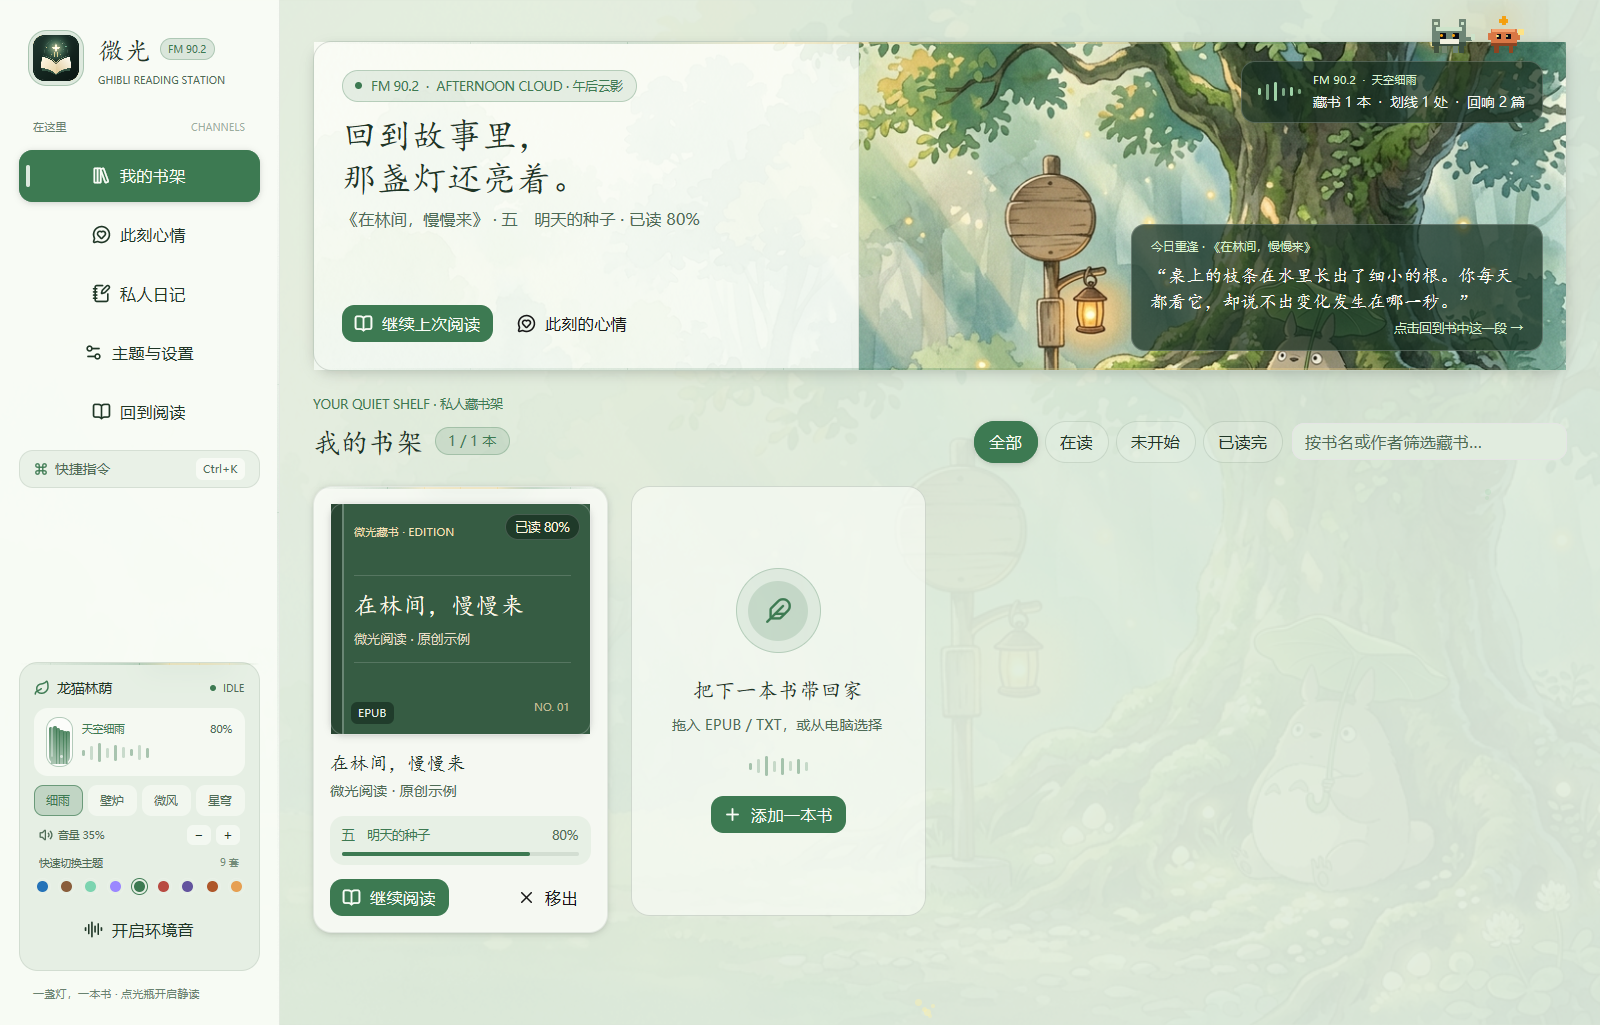 微光 FM 90.2
GHIBLI READING STATION
在这里 CHANNELS
我的书架
此刻心情
私人日记
主题与设置
回到阅读
快捷指令 Ctrl+K
龙猫林荫 IDLE
天空细雨 80%
细雨 壁炉 微风 星穹
音量 35% − +
快速切换主题 9 套
开启环境音
一盏灯，一本书 · 点光瓶开启静读
FM 90.2 · AFTERNOON CLOUD · 午后云影
回到故事里，
那盏灯还亮着。
《在林间，慢慢来》 · 五　明天的种子 · 已读 80%
继续上次阅读 此刻的心情
FM 90.2 · 天空细雨
藏书 1 本 · 划线 1 处 · 回响 2 篇
今日重逢 · 《在林间，慢慢来》
“桌上的枝条在水里长出了细小的根。你每天
都看它，却说不出变化发生在哪一秒。”
点击回到书中这一段 →
YOUR QUIET SHELF · 私人藏书架
我的书架 1 / 1 本
全部 在读 未开始 已读完 按书名或作者筛选藏书...
微光藏书 · EDITION 已读 80%
在林间，慢慢来
微光阅读 · 原创示例
EPUB NO. 01
在林间，慢慢来
微光阅读 · 原创示例
五　明天的种子 80%
继续阅读 移出
把下一本书带回家
拖入 EPUB / TXT，或从电脑选择
添加一本书